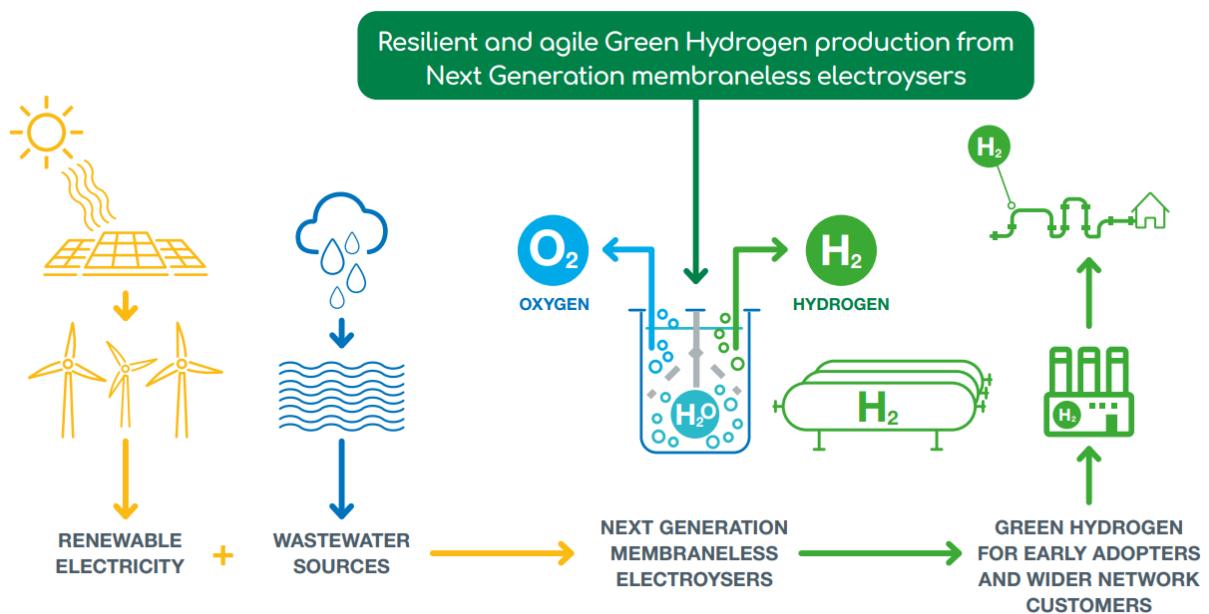 Resilient and agile Green Hydrogen production from
Next Generation membraneless electroysers
H₂
O₂
H₂
OXYGEN
HYDROGEN
H₂O
H₂
H₂
RENEWABLE
ELECTRICITY
+
WASTEWATER
SOURCES
NEXT GENERATION
MEMBRANELESS
ELECTROYSERS
GREEN HYDROGEN
FOR EARLY ADOPTERS
AND WIDER NETWORK
CUSTOMERS